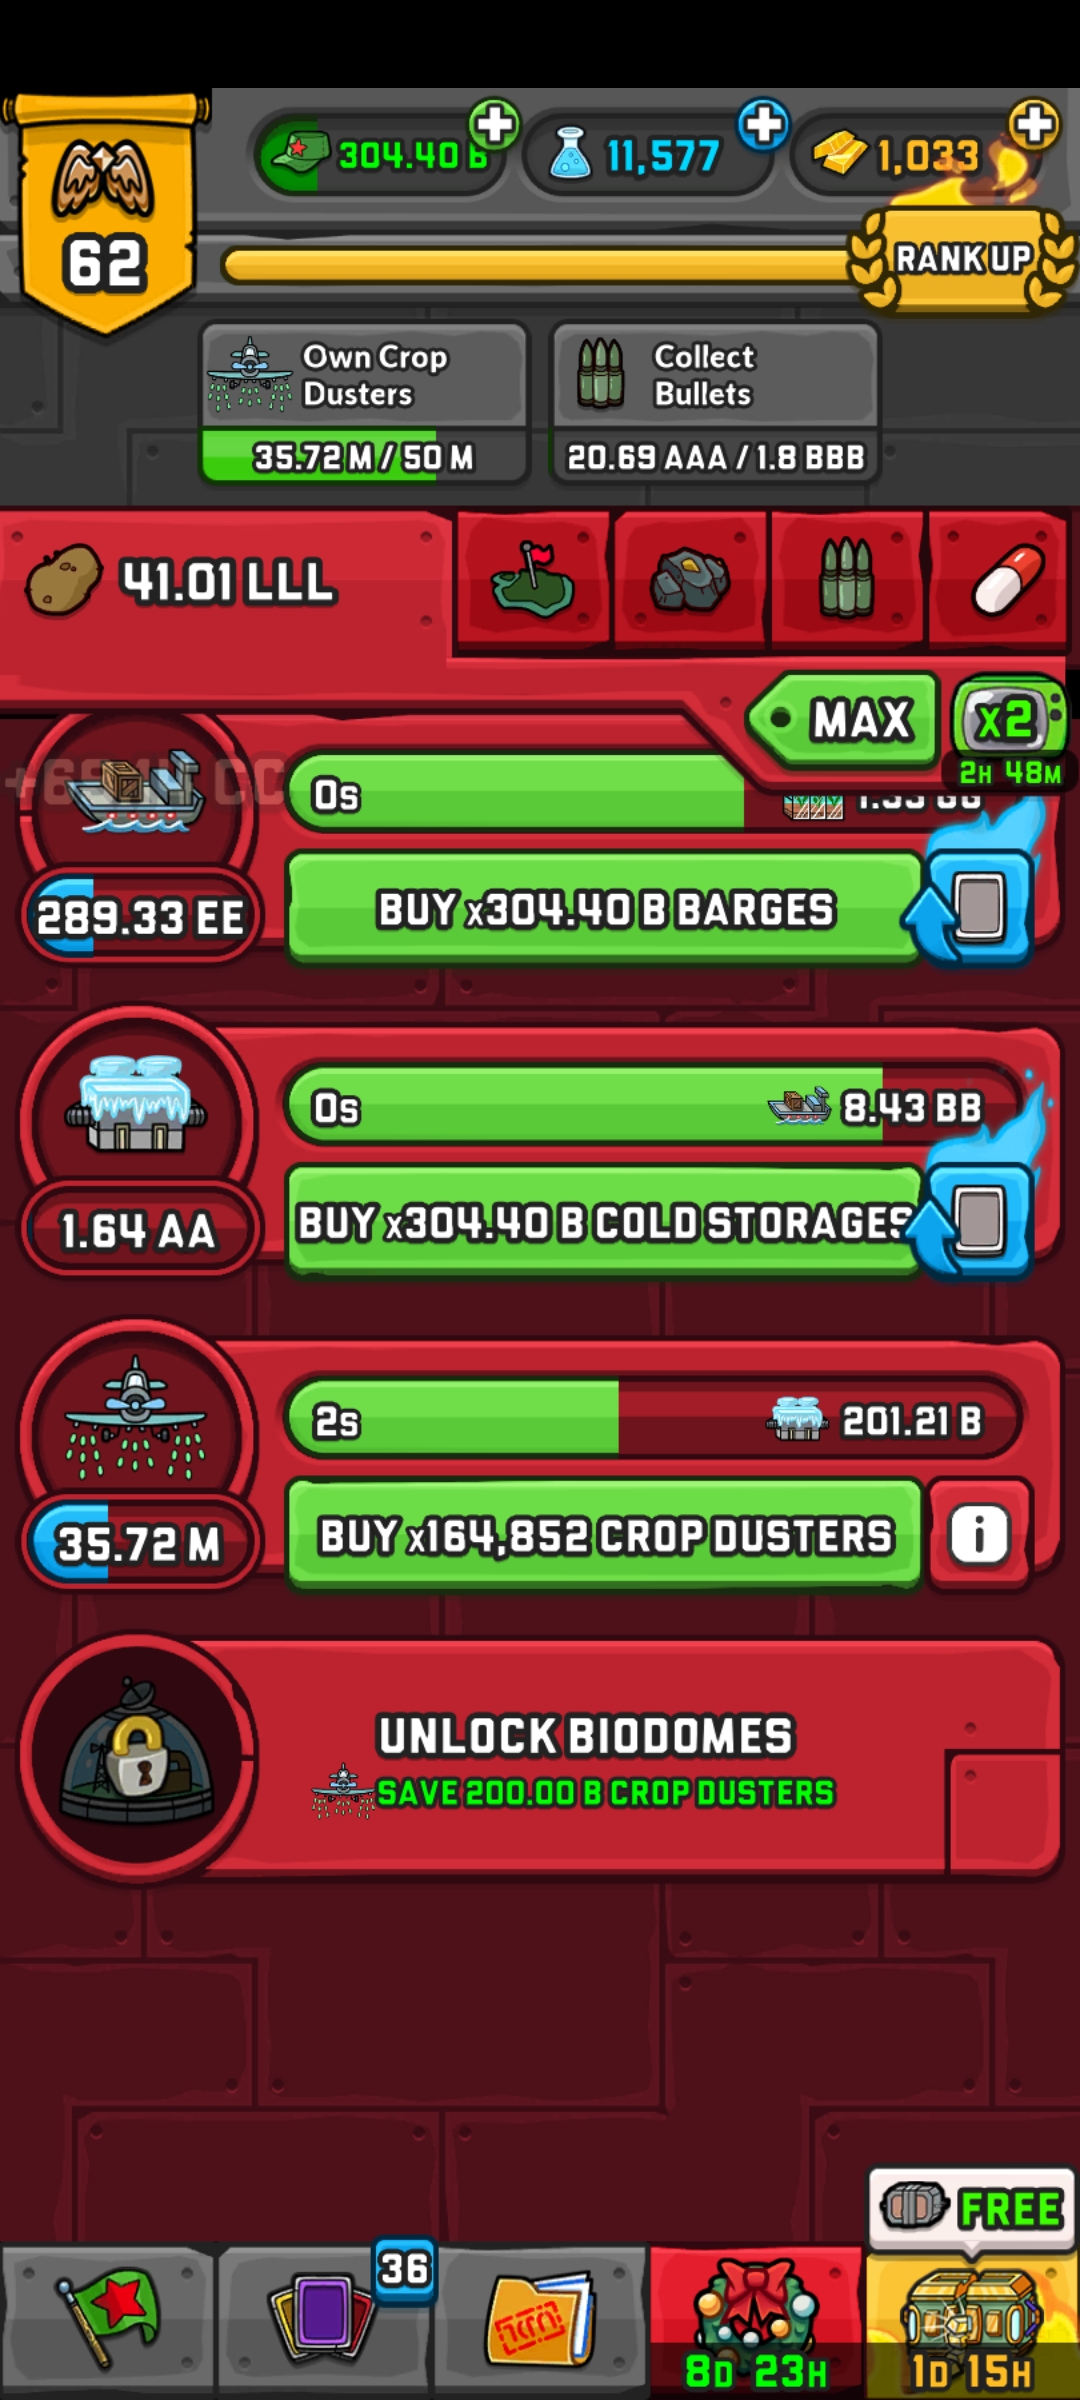 304.40 B
11,577
1,033
62
RANK UP
Own Crop
Dusters
35.72 M / 50 M
Collect
Bullets
20.69 AAA / 1.8 BBB
41.01 LLL
MAX
x2
2H 48M
0s
289.33 EE
BUY x304.40 B BARGES
0s
8.43 BB
1.64 AA
BUY x304.40 B COLD STORAGES
2s
201.21 B
35.72 M
BUY x164,852 CROP DUSTERS
i
UNLOCK BIODOMES
SAVE 200.00 B CROP DUSTERS
FREE
36
8D 23H
1D 15H